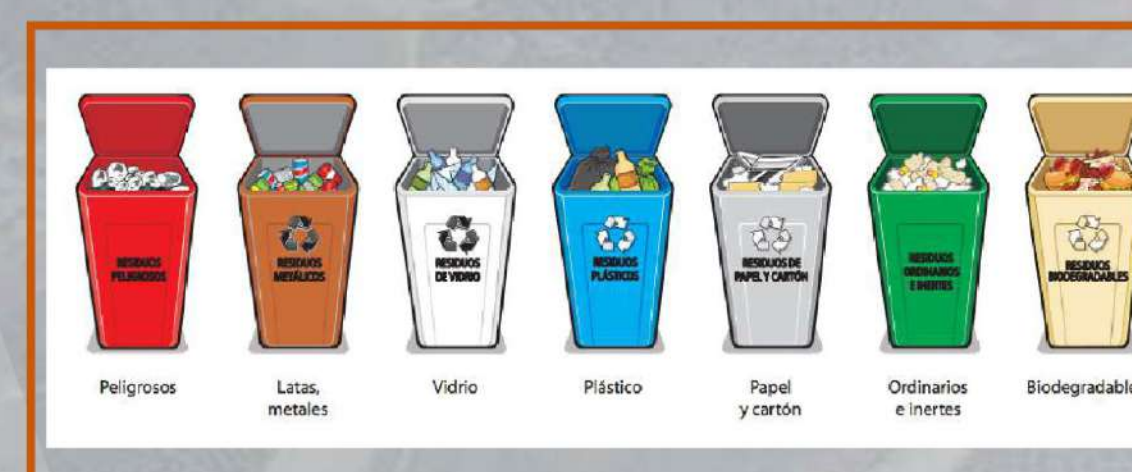 RESIDUOS
PELIGROSOS
RESIDUOS
METÁLICOS
RESIDUOS
DE VIDRIO
RESIDUOS
PLÁSTICOS
RESIDUOS DE
PAPEL Y CARTÓN
RESIDUOS
ORDINARIOS
E INERTES
RESIDUOS
BIODEGRADABLES
Peligrosos
Latas,
metales
Vidrio
Plástico
Papel
y cartón
Ordinarios
e inertes
Biodegradable